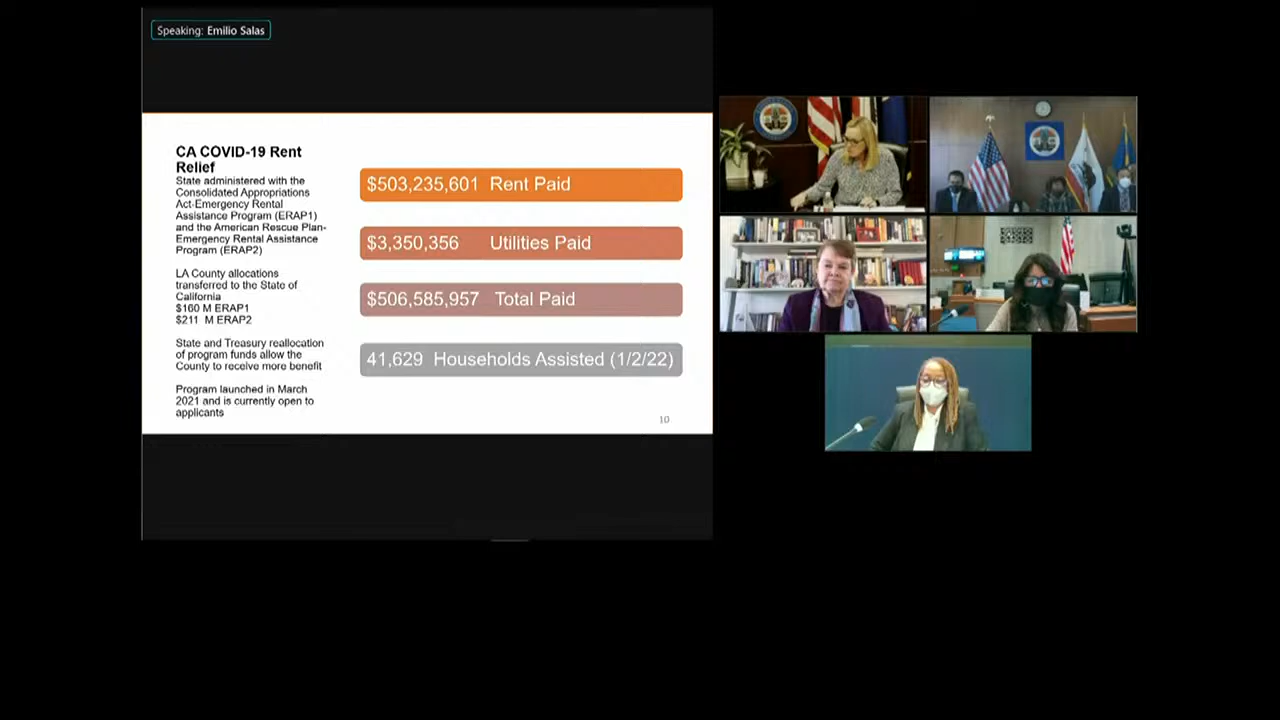 Speaking: Emilio Salas
CA COVID-19 Rent
Relief
State administered with the
Consolidated Appropriations
Act-Emergency Rental
Assistance Program (ERAP1)
and the American Rescue Plan-
Emergency Rental Assistance
Program (ERAP2)
LA County allocations
transferred to the State of
California
$160 M ERAP1
$211 M ERAP2
State and Treasury reallocation
of program funds allow the
County to receive more benefit
Program launched in March
2021 and is currently open to
applicants
$503,235,601 Rent Paid
$3,350,356 Utilities Paid
$506,585,957 Total Paid
41,629 Households Assisted (1/2/22)
10